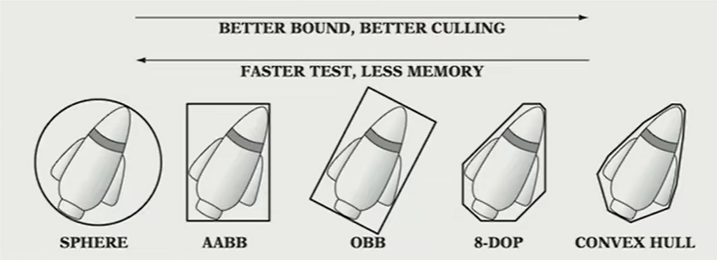 BETTER BOUND, BETTER CULLING
FASTER TEST, LESS MEMORY
SPHERE AABB OBB 8-DOP CONVEX HULL